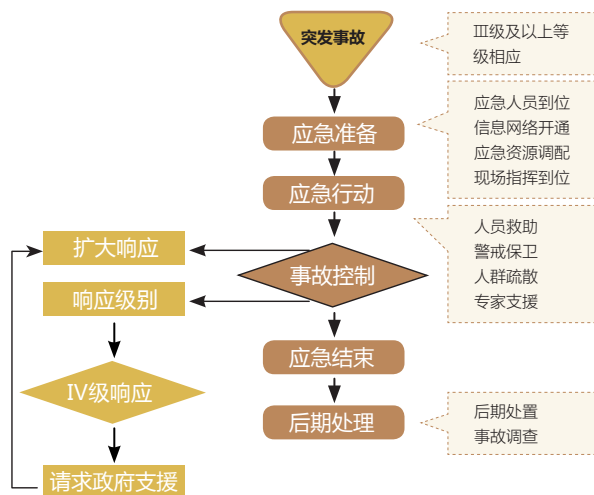 突发事故
Ⅲ级及以上等
级相应
应急准备
应急人员到位
信息网络开通
应急资源调配
现场指挥到位
应急行动
人员救助
警戒保卫
人群疏散
专家支援
扩大响应
事故控制
响应级别
应急结束
IV级响应
后期处理
后期处置
事故调查
请求政府支援